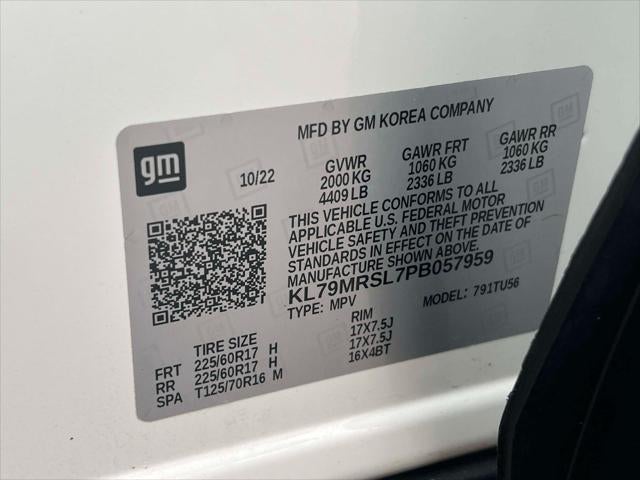 MFD BY GM KOREA COMPANY
gm
10/22
GVWR GAWR FRT GAWR RR
2000 KG 1060 KG 1060 KG
4409 LB 2336 LB 2336 LB
THIS VEHICLE CONFORMS TO ALL
APPLICABLE U.S. FEDERAL MOTOR
VEHICLE SAFETY AND THEFT PREVENTION
STANDARDS IN EFFECT ON THE DATE OF
MANUFACTURE SHOWN ABOVE.
KL79MRSL7PB057959
TYPE: MPV MODEL: 791TU56
TIRE SIZE RIM
FRT 225/60R17 H 17X7.5J
RR 225/60R17 H 17X7.5J
SPA T125/70R16 M 16X4BT